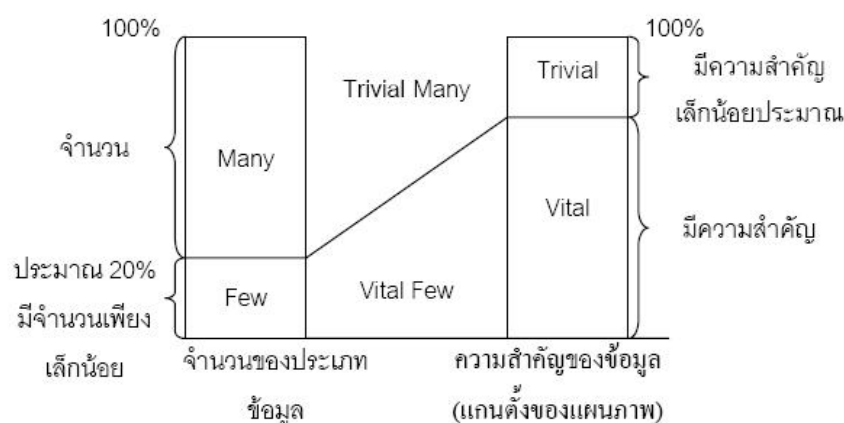 100%
100%
Trivial
Trivial Many
มีความสำคัญ
เล็กน้อยประมาณ
จำนวน
Many
Vital
มีความสำคัญ
ประมาณ 20%
มีจำนวนเพียง
เล็กน้อย
Few
Vital Few
จำนวนของประเภท
ข้อมูล
ความสำคัญของข้อมูล
(แกนตั้งของแผนภาพ)